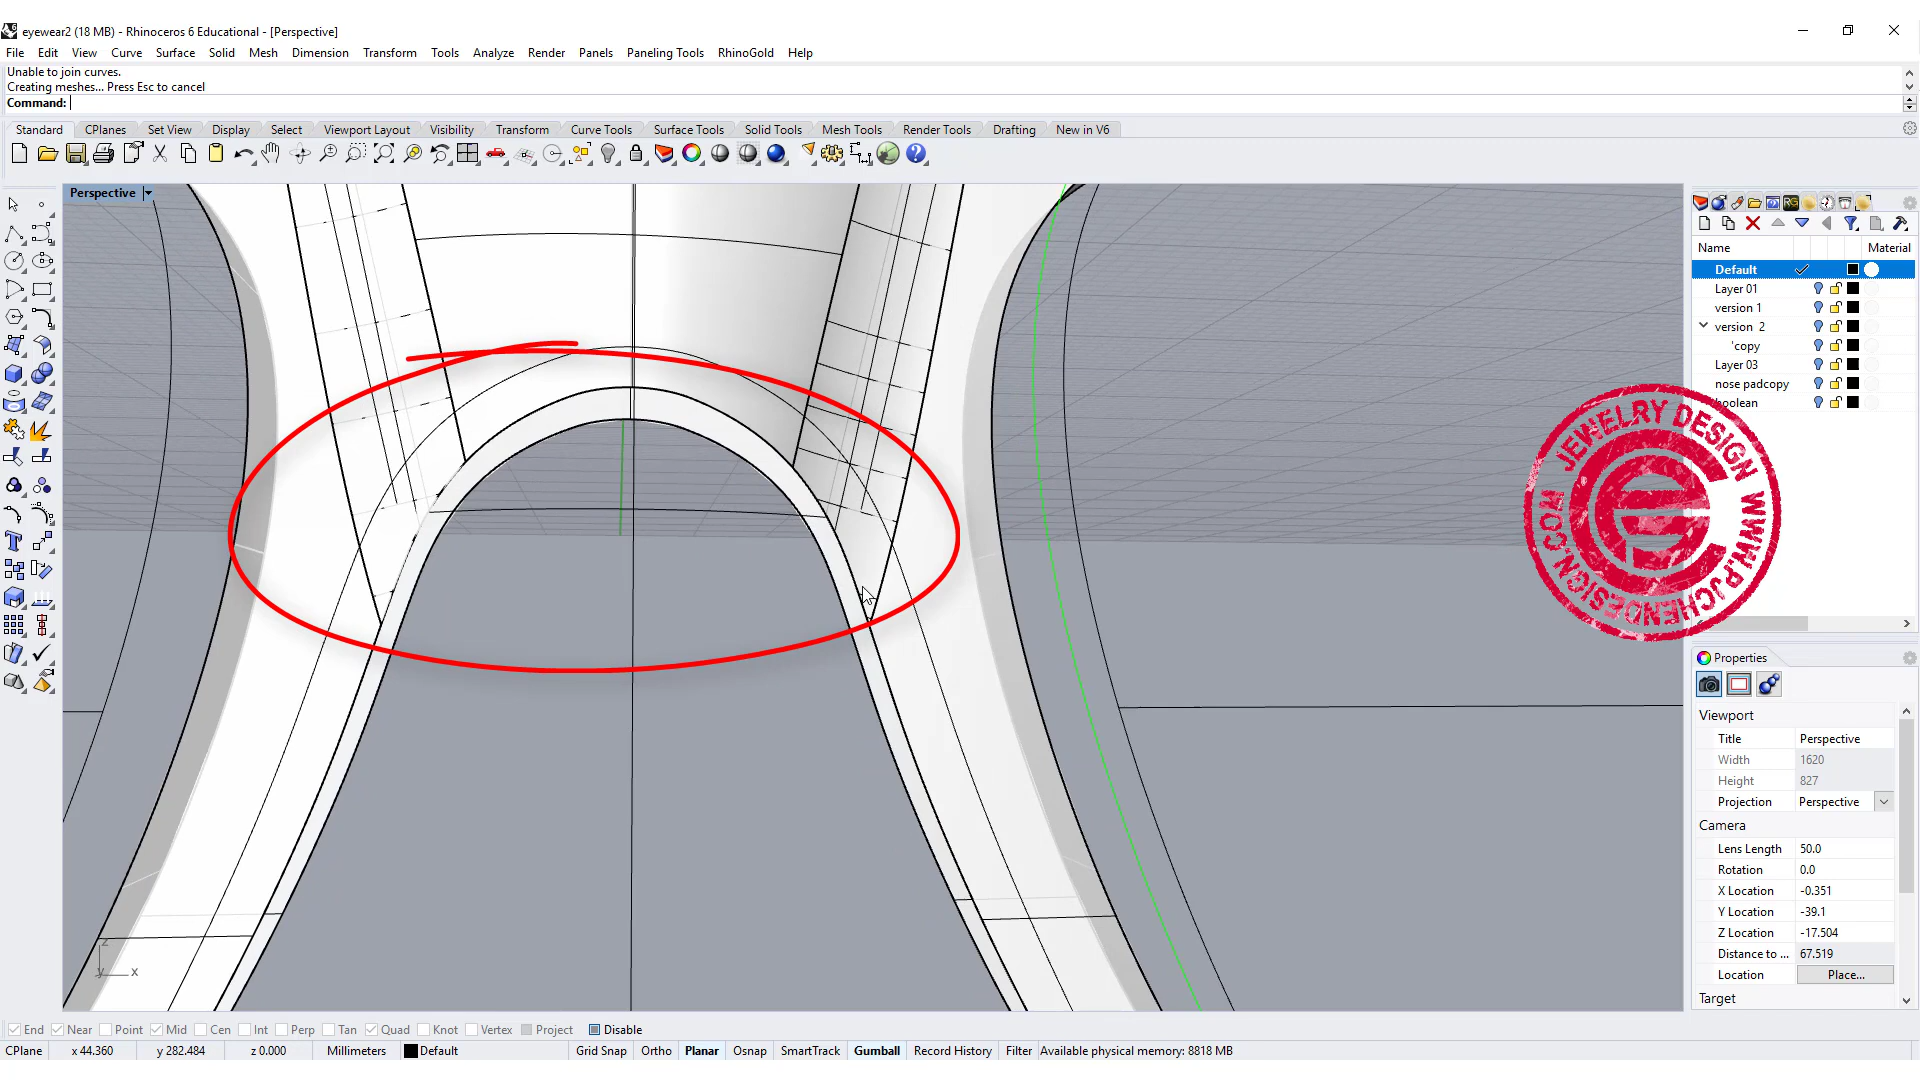 eyewear2 (18 MB) - Rhinoceros 6 Educational - [Perspective]
File Edit View Curve Surface Solid Mesh Dimension Transform Tools Analyze Render Panels Paneling Tools RhinoGold Help
Unable to join curves.
Creating meshes... Press Esc to cancel
Command:
Standard CPlanes Set View Display Select Viewport Layout Visibility Transform Curve Tools Surface Tools Solid Tools Mesh Tools Render Tools Drafting New in V6
Perspective
Name Material
Default
Layer 01
version 1
version 2
'copy
Layer 03
nose padcopy
boolean
JEWELRY DESIGN WWW.PJCHENDESIGN.COM
Properties
Viewport
Title Perspective
Width 1620
Height 827
Projection Perspective
Camera
Lens Length 50.0
Rotation 0.0
X Location -0.351
Y Location -39.1
Z Location -17.504
Distance to ... 67.519
Location Place...
Target
z
y x
End Near Point Mid Cen Int Perp Tan Quad Knot Vertex Project Disable
CPlane x 44.360 y 282.484 z 0.000 Millimeters Default Grid Snap Ortho Planar Osnap SmartTrack Gumball Record History Filter Available physical memory: 8818 MB